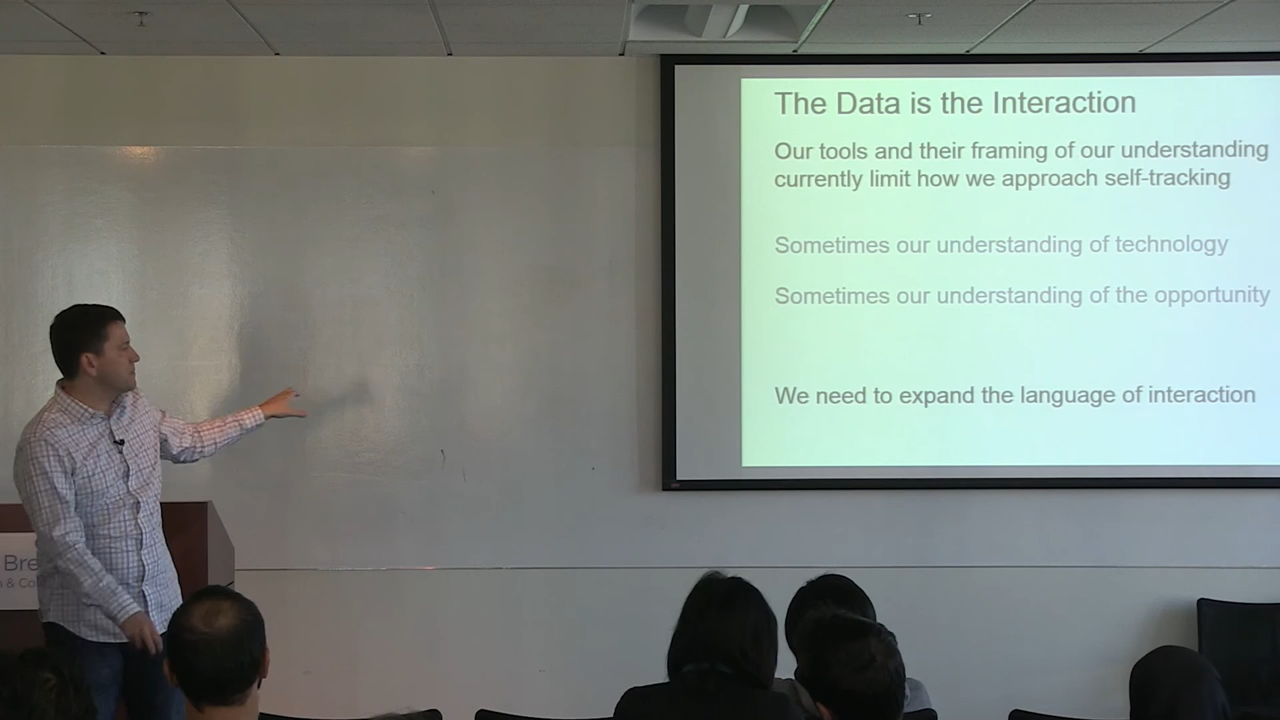 The Data is the Interaction
Our tools and their framing of our understanding
currently limit how we approach self-tracking
Sometimes our understanding of technology
Sometimes our understanding of the opportunity
We need to expand the language of interaction
Bre
& Co